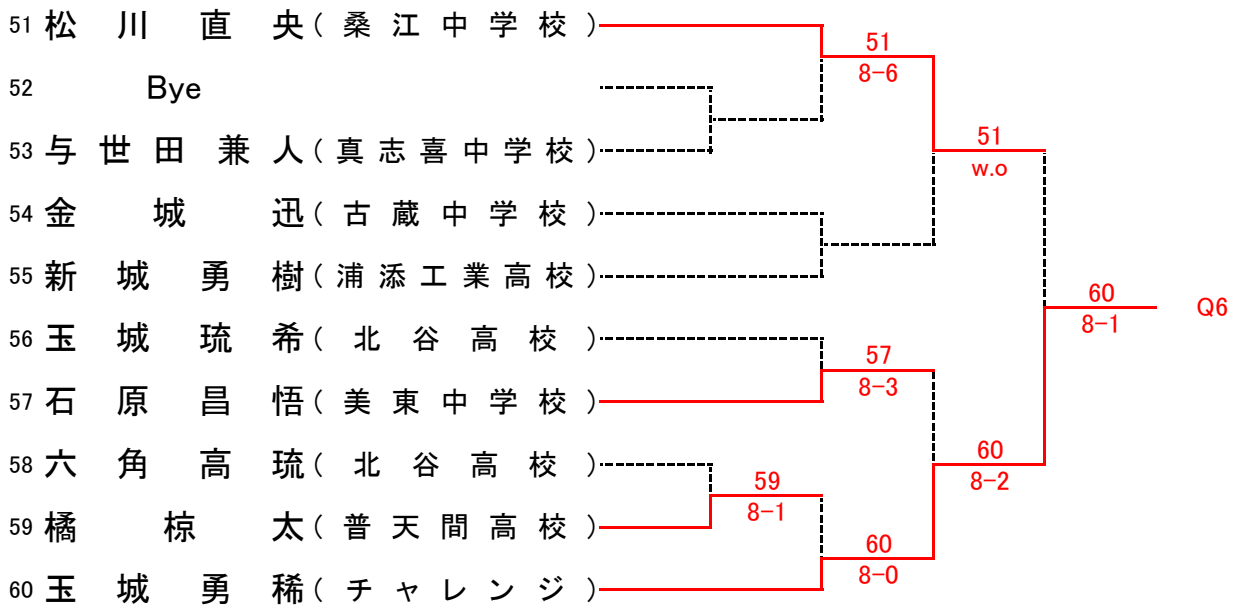 51 松川直央(桑江中学校)
51
8-6
52 Bye
53 与世田兼人(真志喜中学校)
51
w.o
54 金城迅(古蔵中学校)
55 新城勇樹(浦添工業高校)
60
8-1
Q6
56 玉城琉希(北谷高校)
57
8-3
57 石原昌悟(美東中学校)
58 六角高琉(北谷高校)
60
8-2
59
8-1
59 橘椋太(普天間高校)
60
8-0
60 玉城勇稀(チャレンジ)